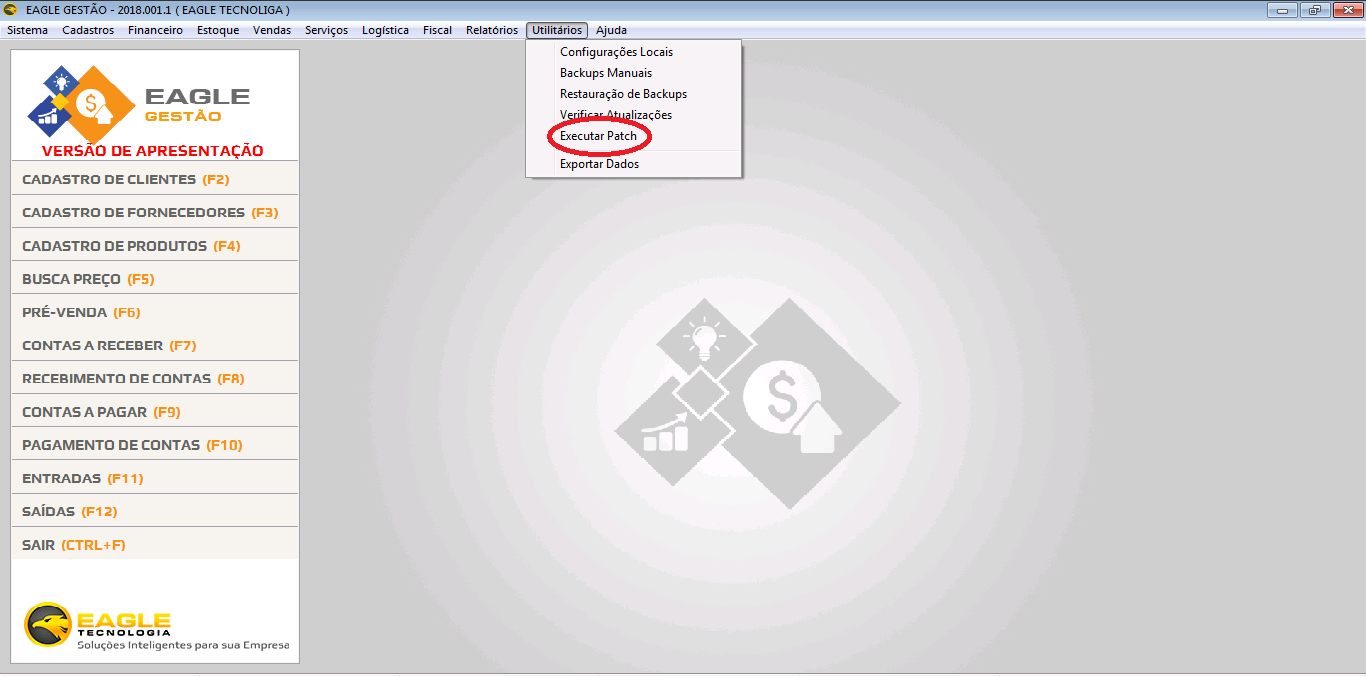 EAGLE GESTÃO - 2018.001.1 ( EAGLE TECNOLIGA )
Sistema Cadastros Financeiro Estoque Vendas Serviços Logística Fiscal Relatórios Utilitários Ajuda
Configurações Locais
Backups Manuais
Restauração de Backups
Verificar Atualizações
Executar Patch
Exportar Dados
EAGLE
GESTÃO
VERSÃO DE APRESENTAÇÃO
CADASTRO DE CLIENTES (F2)
CADASTRO DE FORNECEDORES (F3)
CADASTRO DE PRODUTOS (F4)
BUSCA PREÇO (F5)
PRÉ-VENDA (F6)
CONTAS A RECEBER (F7)
RECEBIMENTO DE CONTAS (F8)
CONTAS A PAGAR (F9)
PAGAMENTO DE CONTAS (F10)
ENTRADAS (F11)
SAÍDAS (F12)
SAIR (CTRL+F)
EAGLE
TECNOLOGIA
Soluções Inteligentes para sua Empresa